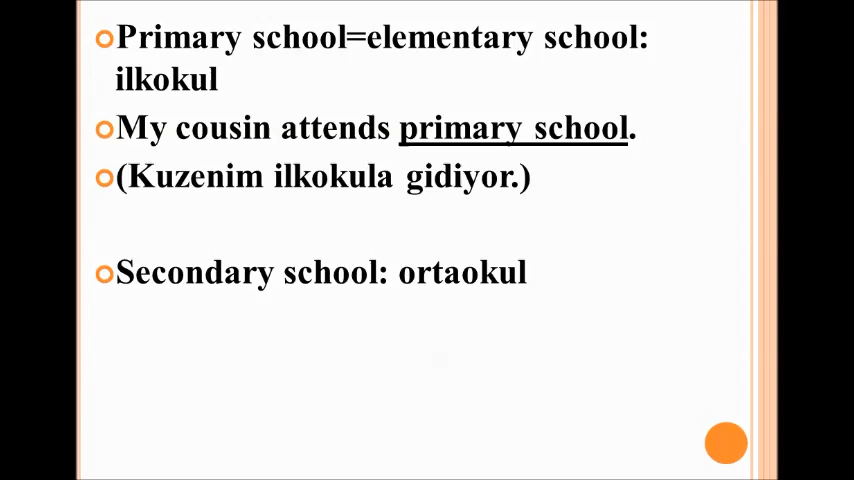 Primary school=elementary school:
ilkokul
My cousin attends primary school.
(Kuzenim ilkokula gidiyor.)
Secondary school: ortaokul